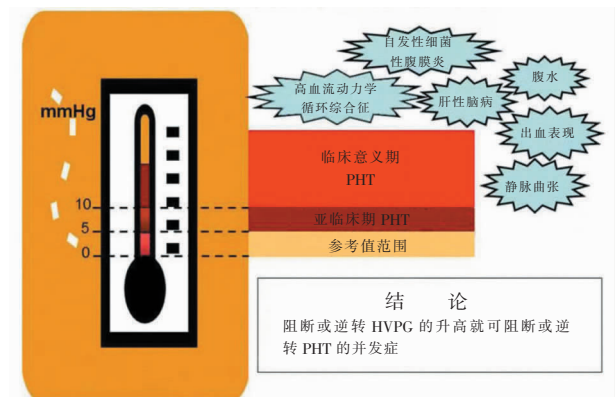 自发性细菌
性腹膜炎
腹水
高血流动力学
循环综合征
肝性脑病
出血表现
静脉曲张
mmHg
临床意义期
PHT
10
亚临床期 PHT
5
参考值范围
0
结 论
阻断或逆转 HVPG 的升高就可阻断或逆
转 PHT 的并发症